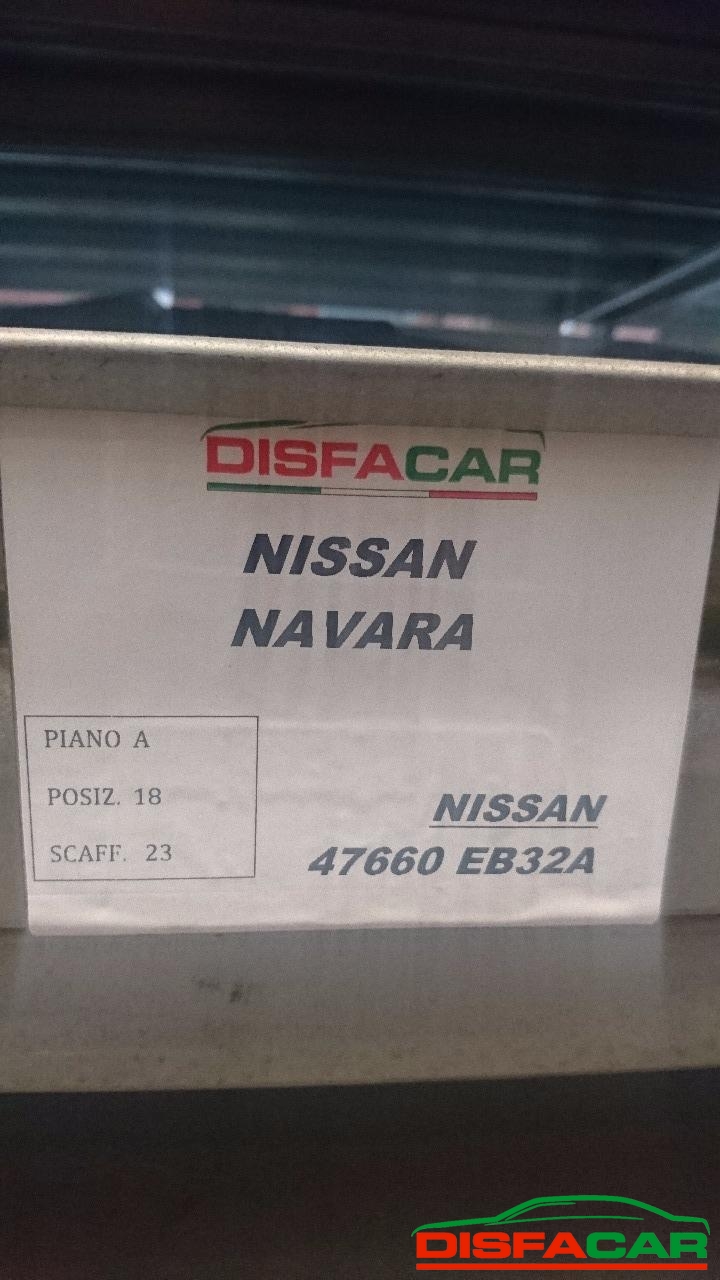 DISFACAR
NISSAN
NAVARA
PIANO A
POSIZ. 18
SCAFF. 23
NISSAN
47660 EB32A
DISFACAR